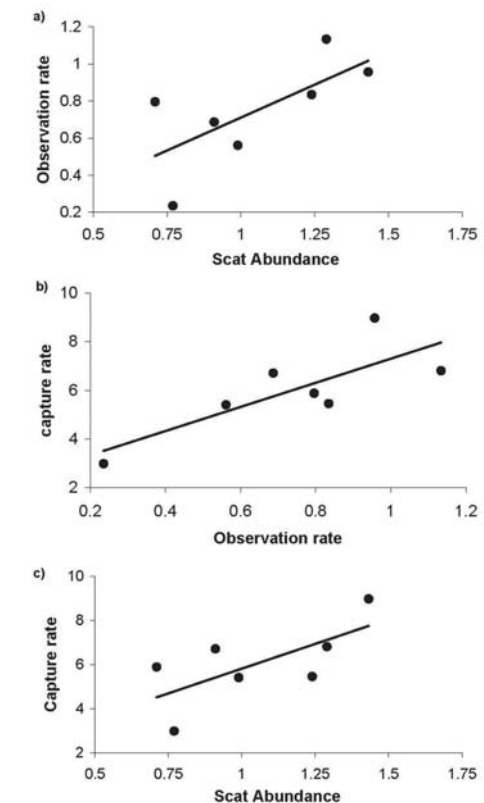 a)
1.2
1
0.8
0.6
0.4
0.2
Observation rate
0.5 0.75 1 1.25 1.5 1.75
Scat Abundance
b)
10
8
6
4
2
capture rate
0.2 0.4 0.6 0.8 1 1.2
Observation rate
c)
10
8
6
4
2
Capture rate
0.5 0.75 1 1.25 1.5 1.75
Scat Abundance